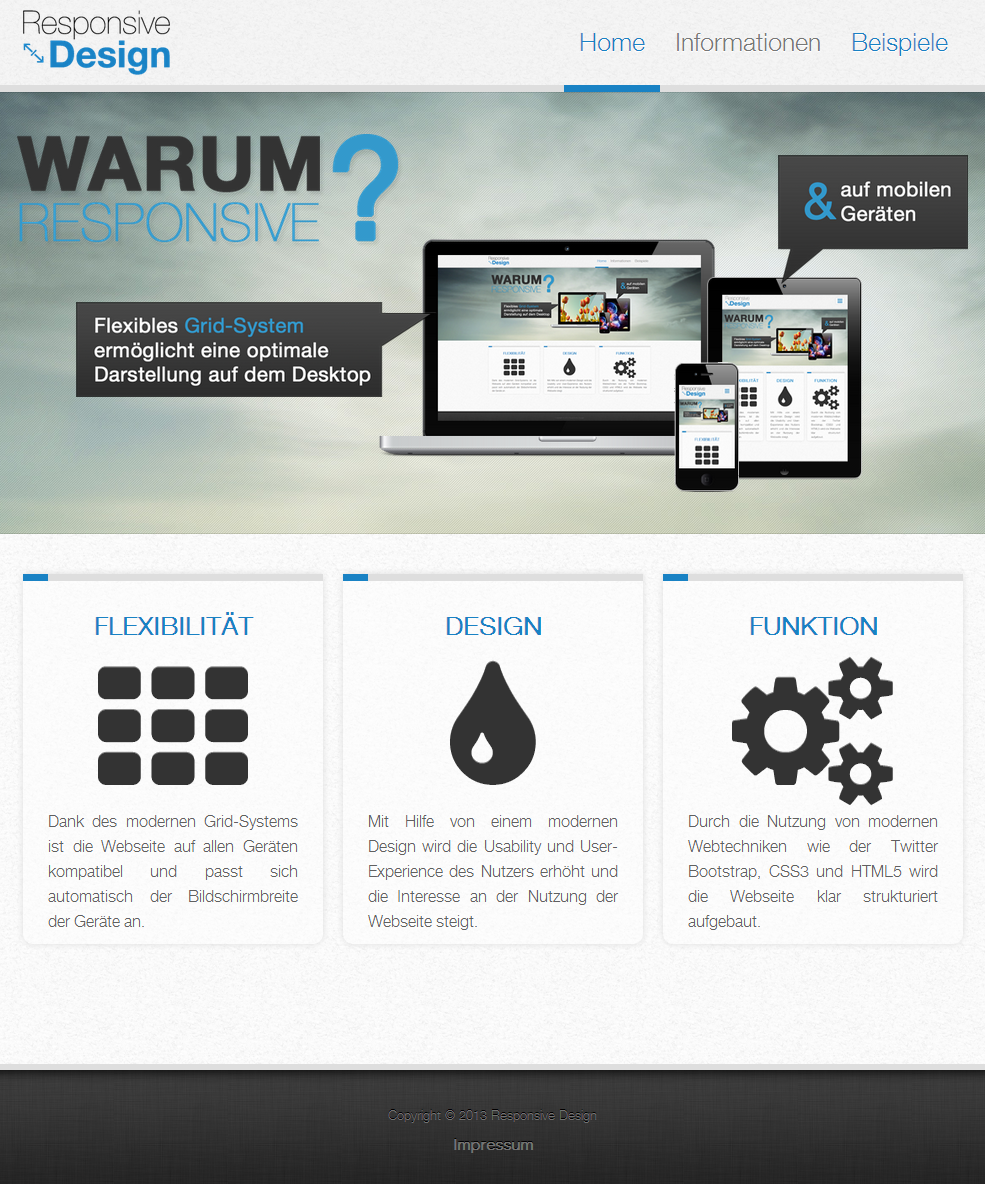 Responsive
Design
Home Informationen Beispiele
WARUM?
RESPONSIVE
& auf mobilen
Geräten
Flexibles Grid-System
ermöglicht eine optimale
Darstellung auf dem Desktop
FLEXIBILITÄT
Dank des modernen Grid-Systems
ist die Webseite auf allen Geräten
kompatibel und passt sich
automatisch der Bildschirmbreite
der Geräte an.
DESIGN
Mit Hilfe von einem modernen
Design wird die Usability und User-
Experience des Nutzers erhöht und
die Interesse an der Nutzung der
Webseite steigt.
FUNKTION
Durch die Nutzung von modernen
Webtechniken wie der Twitter
Bootstrap, CSS3 und HTML5 wird
die Webseite klar strukturiert
aufgebaut.
Copyright © 2013 Responsive Design
Impressum